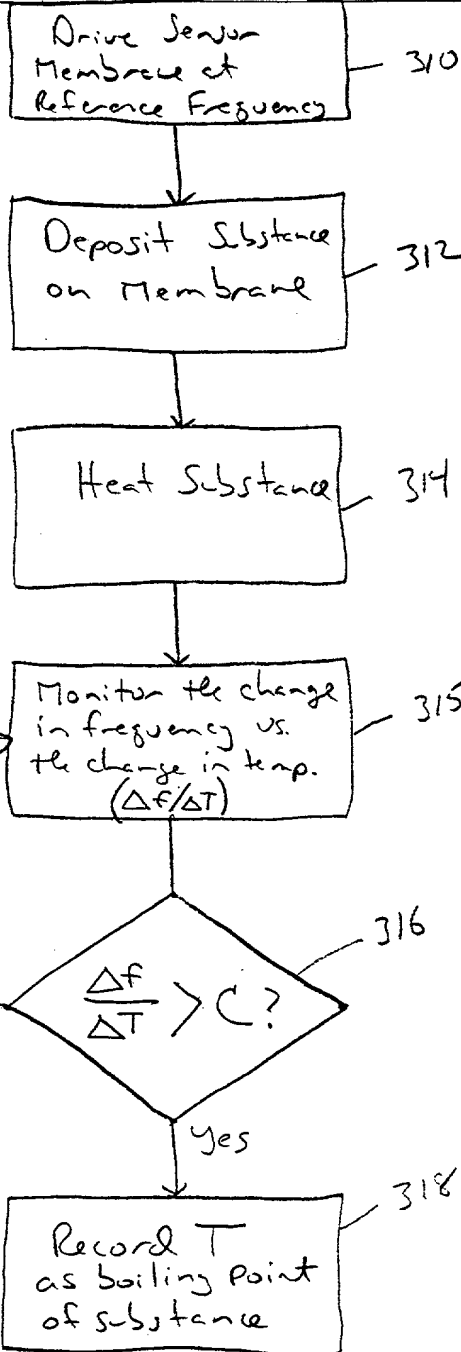 Drive Sensor
Membrane at
Reference Frequency
310
Deposit Substance
on Membrane
312
Heat Substance
314
Monitor the change
in frequency vs.
the change in temp.
(Δf/ΔT)
315
Δf/ΔT > C?
316
Yes
Record T
as boiling point
of substance
318